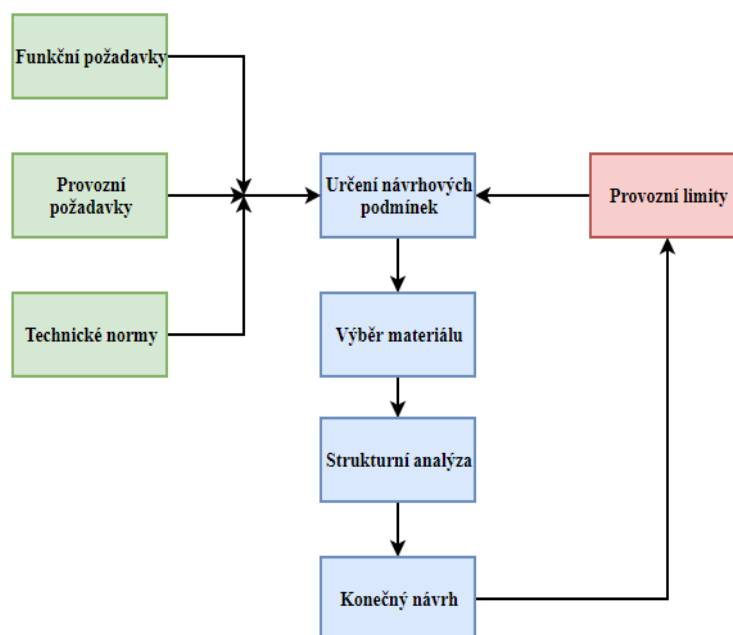 Funkční požadavky
Provozní
požadavky
Určení návrhových
podmínek
Provozní limity
Technické normy
Výběr materiálu
Strukturní analýza
Konečný návrh